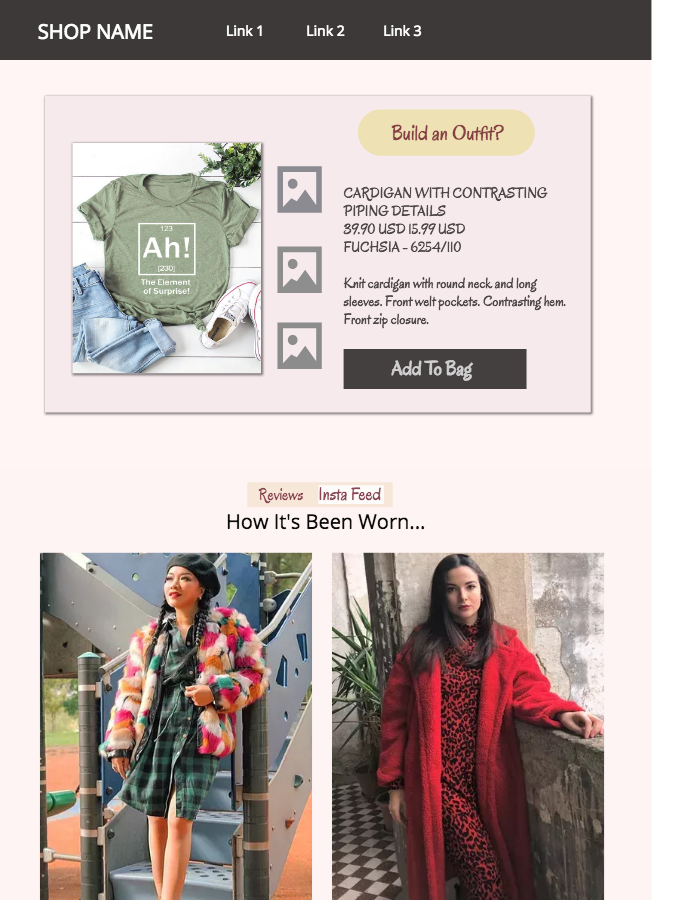 SHOP NAME
Link 1
Link 2
Link 3
Build an Outfit?
123
Ah!
[230]
The Element
of Surprise!
CARDIGAN WITH CONTRASTING
PIPING DETAILS
39.90 USD 15.99 USD
FUCHSIA - 6254/110
Knit cardigan with round neck and long
sleeves. Front welt pockets. Contrasting hem.
Front zip closure.
Add To Bag
Reviews
Insta Feed
How It's Been Worn...